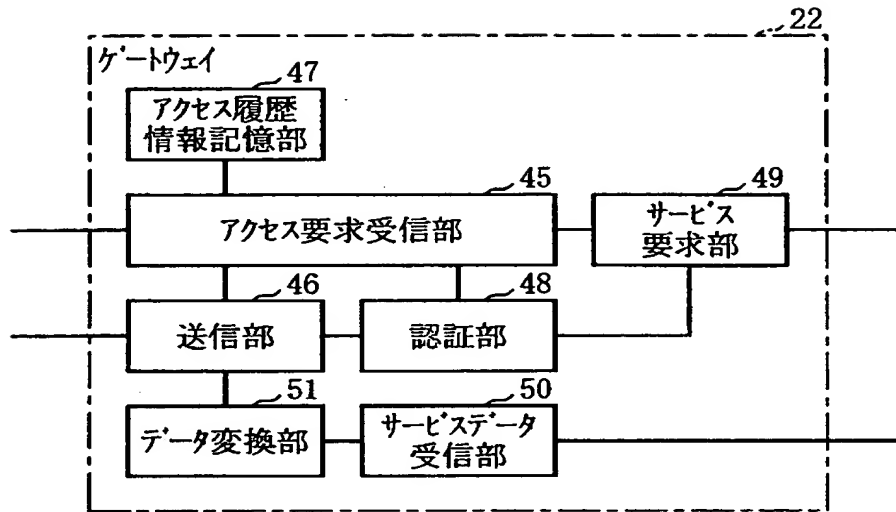 22
ゲートウェイ
47
アクセス履歴
情報記憶部
45
アクセス要求受信部
49
サービス
要求部
46
送信部
48
認証部
51
データ変換部
50
サービスデータ
受信部